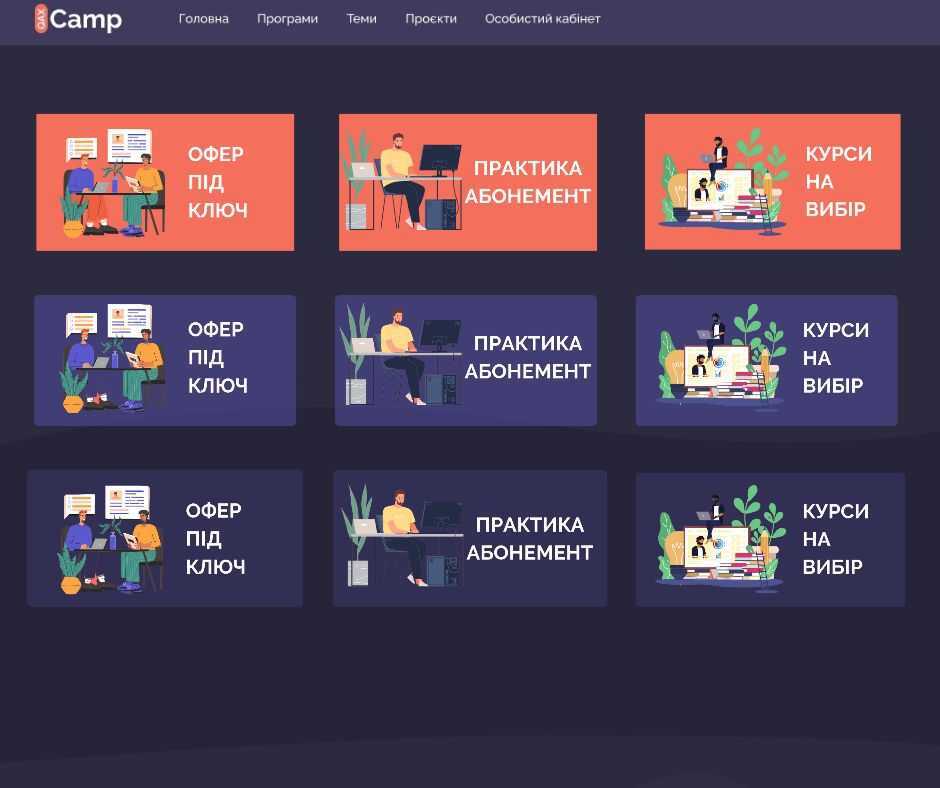 QAX Camp
Головна Програми Теми Проєкти Особистий кабінет
ОФЕР
ПІД
КЛЮЧ
ПРАКТИКА
АБОНЕМЕНТ
КУРСИ
НА
ВИБІР
ОФЕР
ПІД
КЛЮЧ
ПРАКТИКА
АБОНЕМЕНТ
КУРСИ
НА
ВИБІР
ОФЕР
ПІД
КЛЮЧ
ПРАКТИКА
АБОНЕМЕНТ
КУРСИ
НА
ВИБІР